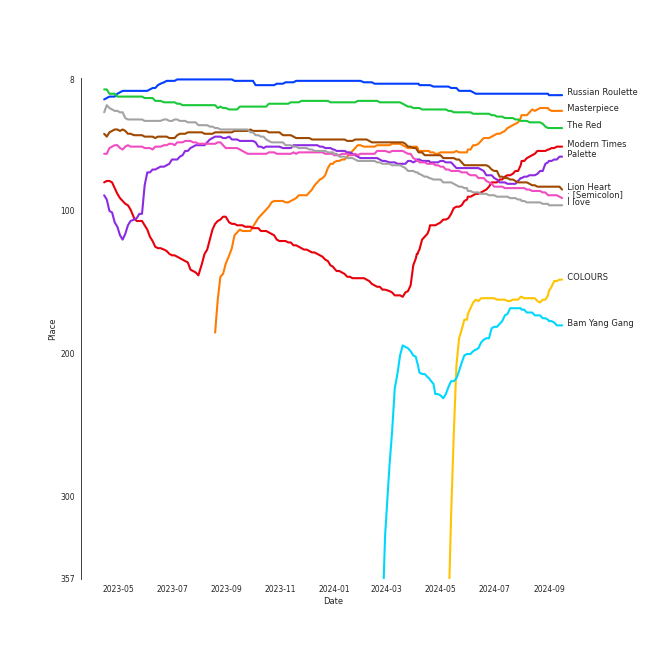 8
100
200
300
357
Place
2023-05
2023-07
2023-09
2023-11
2024-01
2024-03
2024-05
2024-07
2024-09
Date
Russian Roulette
Masterpiece
The Red
Modern Times
Palette
Lion Heart
; [Semicolon]
I love
COLOURS
Bam Yang Gang